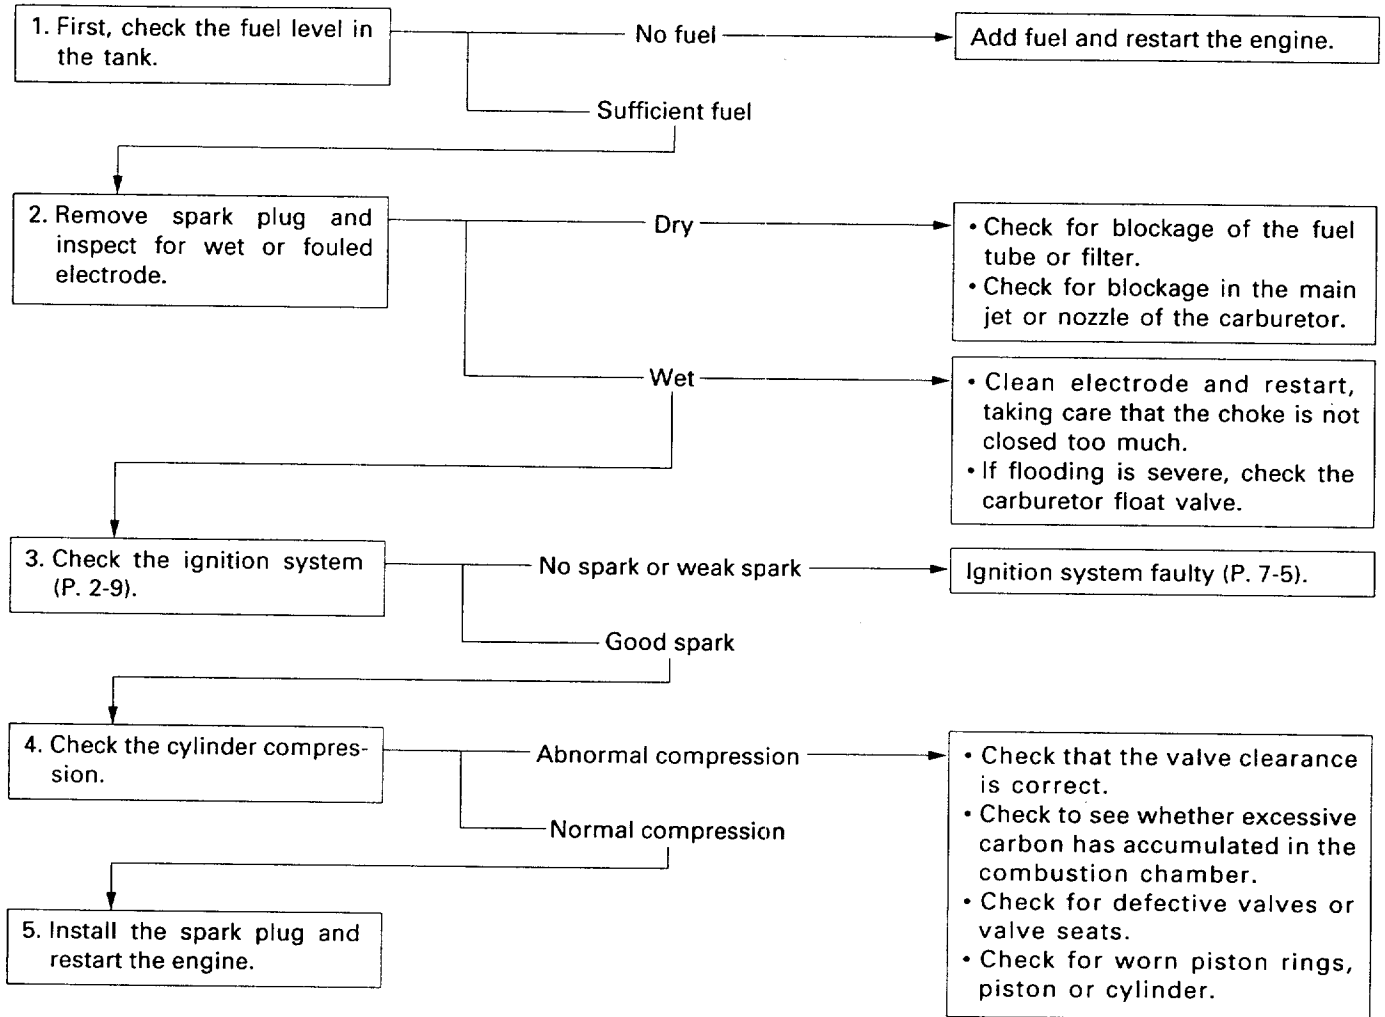 1. First, check the fuel level in
the tank.
No fuel
Add fuel and restart the engine.
Sufficient fuel
2. Remove spark plug and
inspect for wet or fouled
electrode.
Dry
• Check for blockage of the fuel
tube or filter.
• Check for blockage in the main
jet or nozzle of the carburetor.
Wet
• Clean electrode and restart,
taking care that the choke is not
closed too much.
• If flooding is severe, check the
carburetor float valve.
3. Check the ignition system
(P. 2-9).
No spark or weak spark
Ignition system faulty (P. 7-5).
Good spark
4. Check the cylinder compres-
sion.
Abnormal compression
• Check that the valve clearance
is correct.
• Check to see whether excessive
carbon has accumulated in the
combustion chamber.
• Check for defective valves or
valve seats.
• Check for worn piston rings,
piston or cylinder.
Normal compression
5. Install the spark plug and
restart the engine.